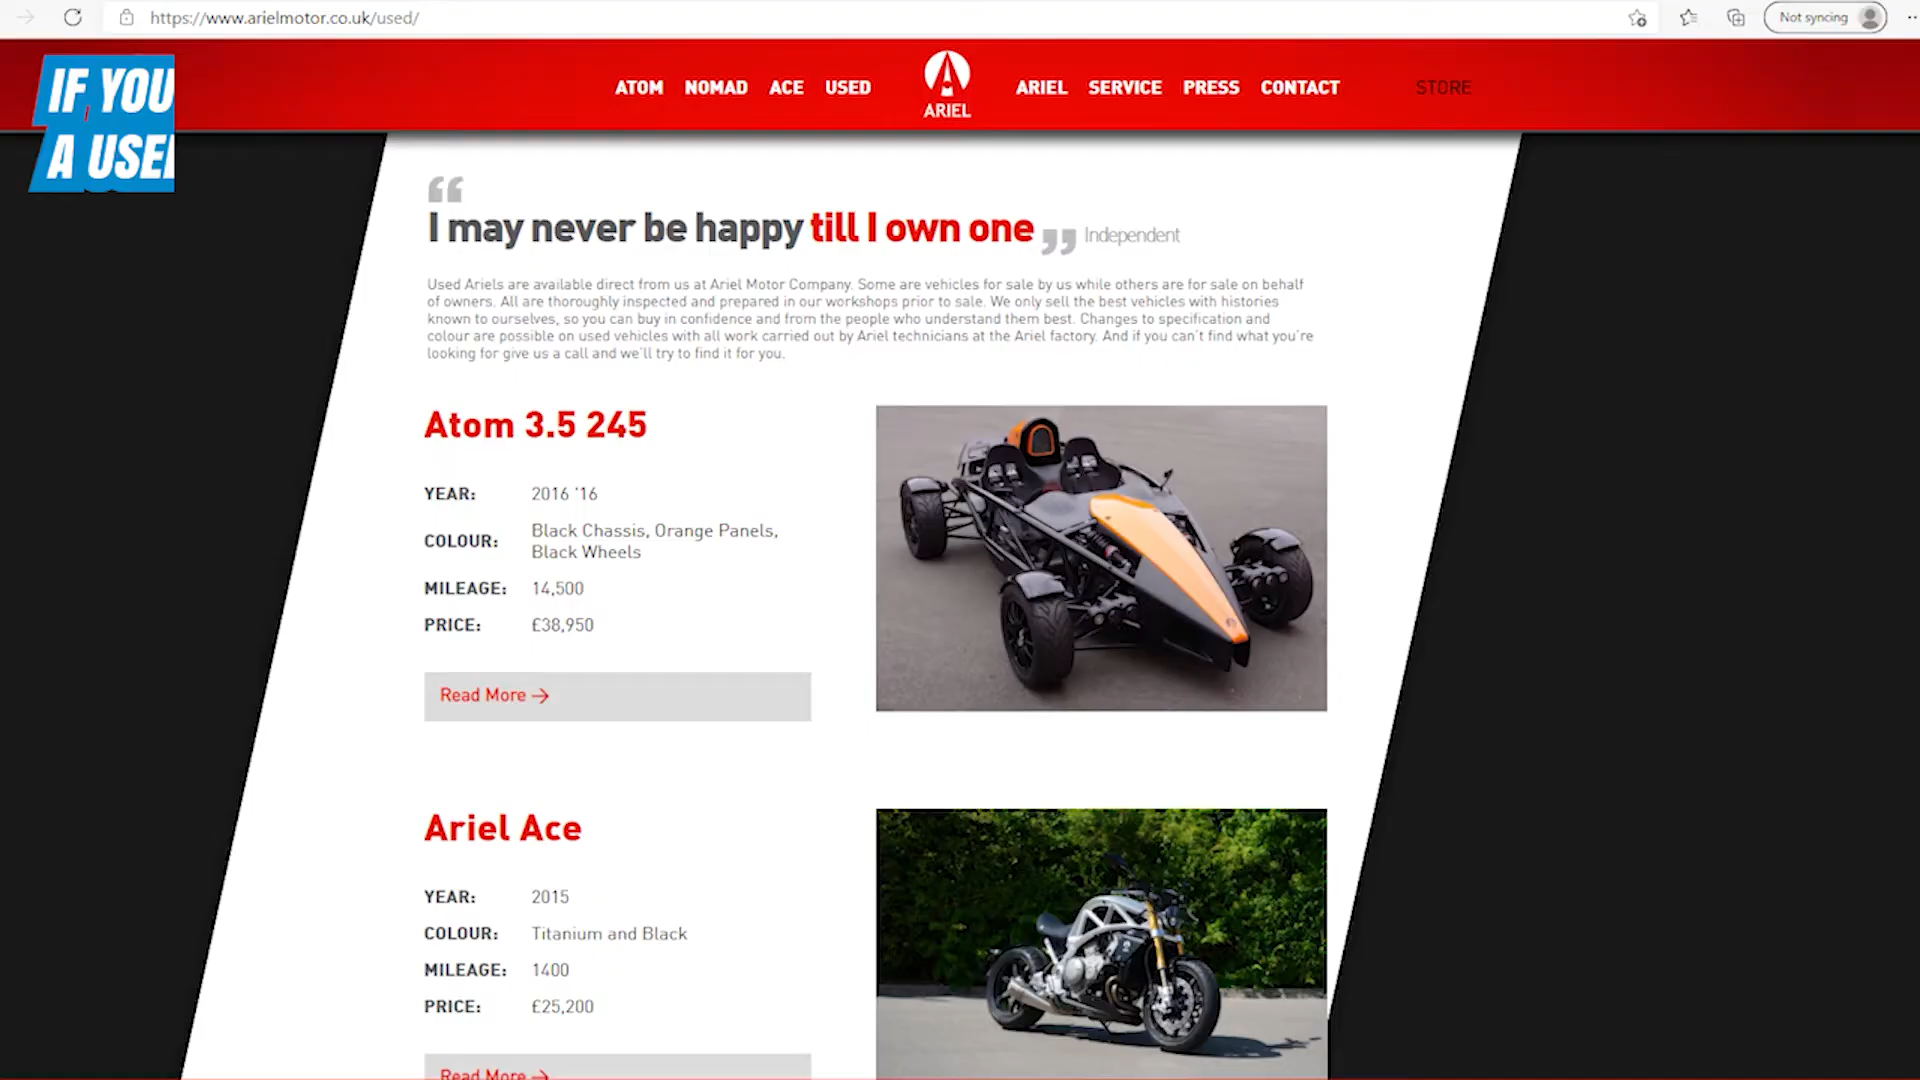 https://www.arielmotor.co.uk/used/
Not syncing
IF YOU
A USE
ATOM NOMAD ACE USED ARIEL ARIEL SERVICE PRESS CONTACT STORE
“
I may never be happy till I own one ” Independent
Used Ariels are available direct from us at Ariel Motor Company. Some are vehicles for sale by us while others are for sale on behalf
of owners. All are thoroughly inspected and prepared in our workshops prior to sale. We only sell the best vehicles with histories
known to ourselves, so you can buy in confidence and from the people who understand them best. Changes to specification and
colour are possible on used vehicles with all work carried out by Ariel technicians at the Ariel factory. And if you can't find what you're
looking for give us a call and we'll try to find it for you.
Atom 3.5 245
YEAR: 2016 '16
COLOUR: Black Chassis, Orange Panels,
Black Wheels
MILEAGE: 14,500
PRICE: £38,950
Read More →
Ariel Ace
YEAR: 2015
COLOUR: Titanium and Black
MILEAGE: 1400
PRICE: £25,200
Read More →